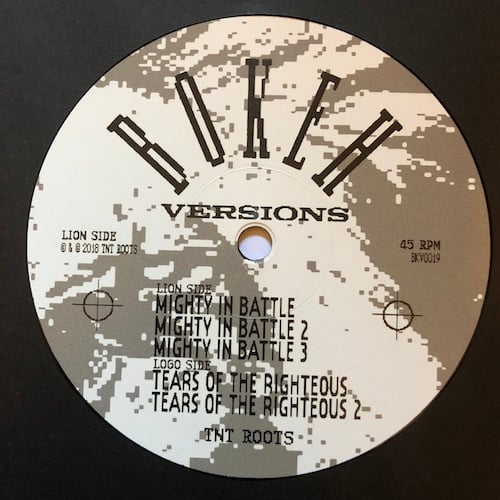 BOKEH
VERSIONS
LION SIDE
℗ & © 2018 TNT ROOTS
45 RPM
BKV0019
LION SIDE
MIGHTY IN BATTLE
MIGHTY IN BATTLE 2
MIGHTY IN BATTLE 3
LOGO SIDE
TEARS OF THE RIGHTEOUS
TEARS OF THE RIGHTEOUS 2
TNT ROOTS